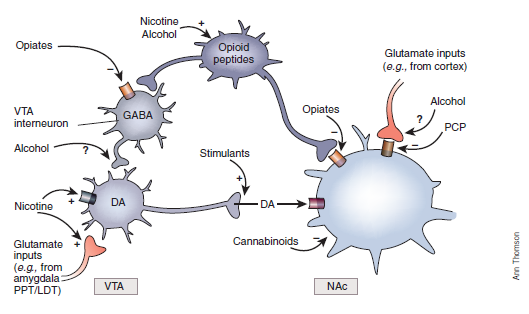 Nicotine
Alcohol
+
Opiates
−
Opioid
peptides
Glutamate inputs
(e.g., from cortex)
VTA
interneuron
GABA
Opiates
−
Alcohol
?
PCP
−
Alcohol
?
Stimulants
+
Nicotine
+
DA
DA
Cannabinoids
−
Glutamate
+
inputs
(e.g., from
amygdala
PPT/LDT)
VTA
NAc
Ann Thomson